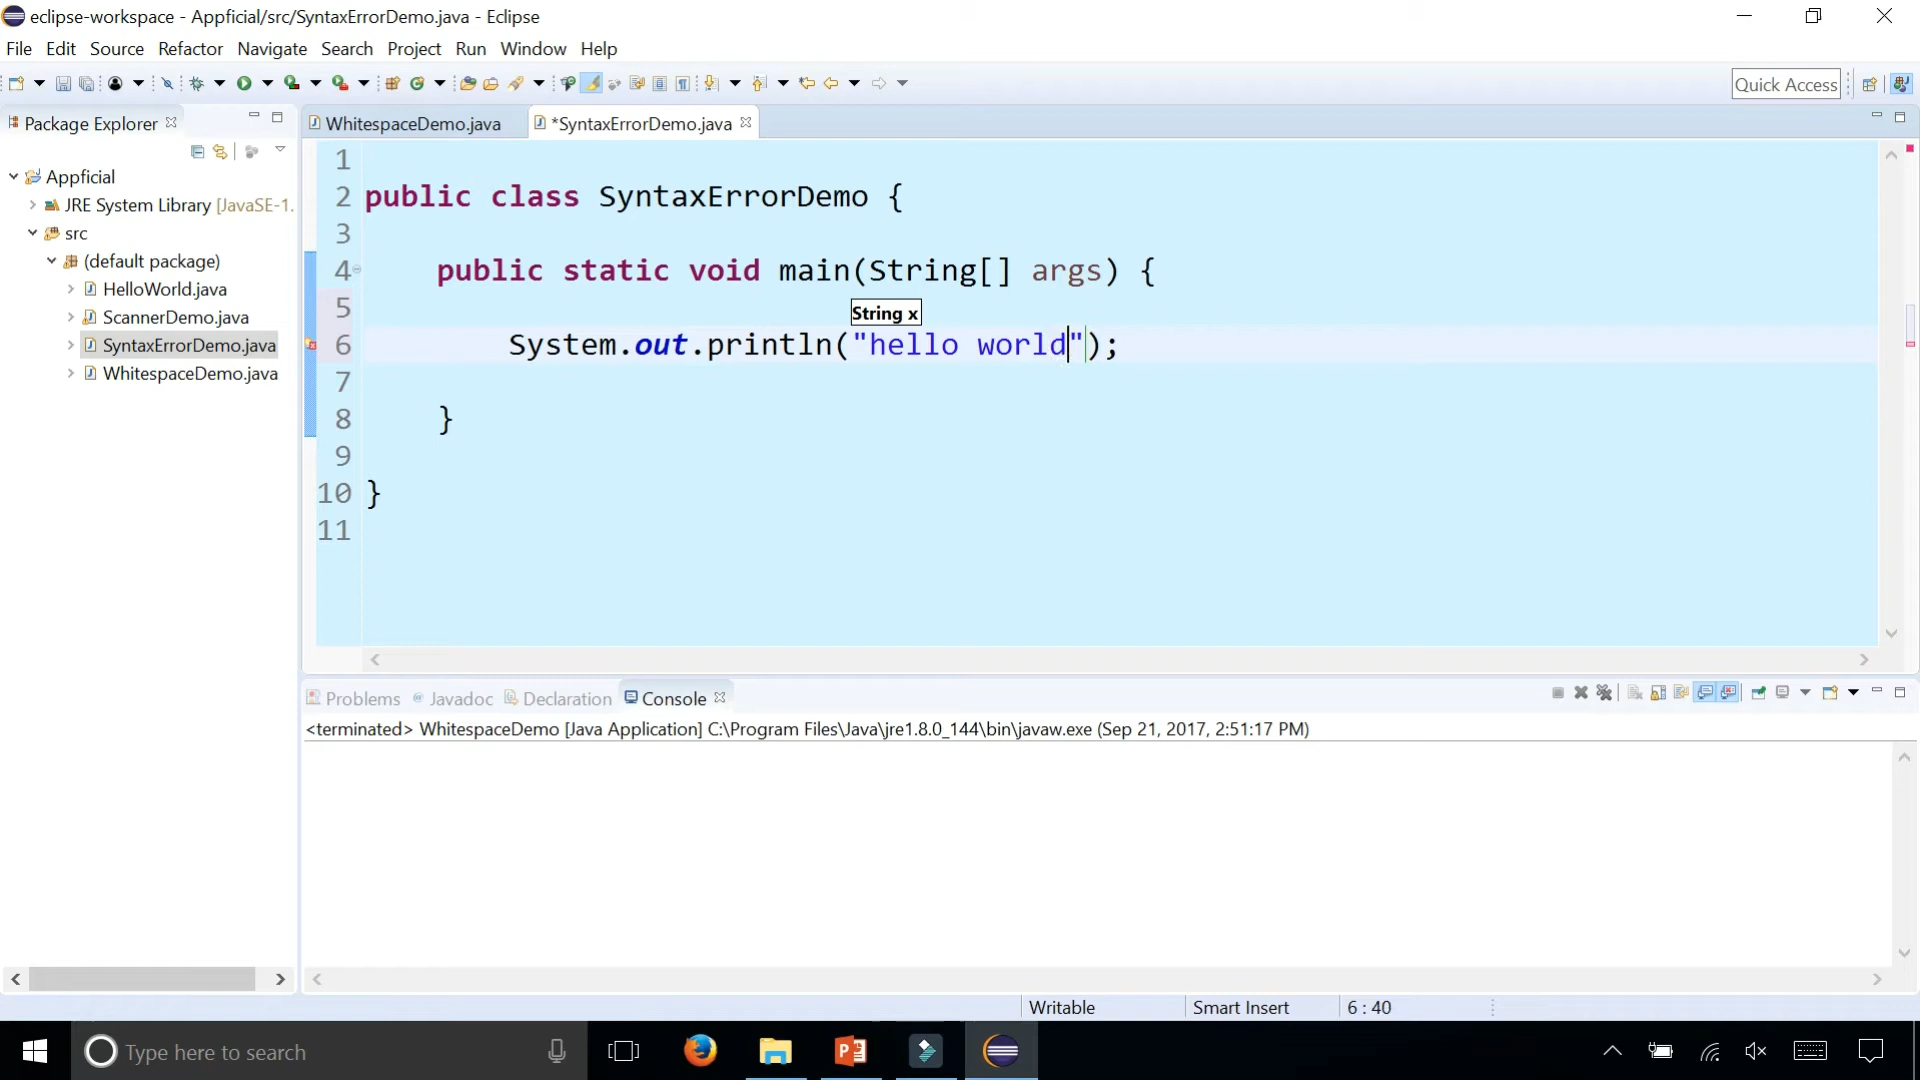 eclipse-workspace - Appficial/src/SyntaxErrorDemo.java - Eclipse
File Edit Source Refactor Navigate Search Project Run Window Help
Quick Access
Package Explorer
WhitespaceDemo.java
*SyntaxErrorDemo.java
Appficial
JRE System Library [JavaSE-1.
src
(default package)
HelloWorld.java
ScannerDemo.java
SyntaxErrorDemo.java
WhitespaceDemo.java
1
2 public class SyntaxErrorDemo {
3
4 public static void main(String[] args) {
5
String x
6 System.out.println("hello world");
7
8 }
9
10 }
11
Problems Javadoc Declaration Console
<terminated> WhitespaceDemo [Java Application] C:\Program Files\Java\jre1.8.0_144\bin\javaw.exe (Sep 21, 2017, 2:51:17 PM)
Writable Smart Insert 6 : 40
Type here to search